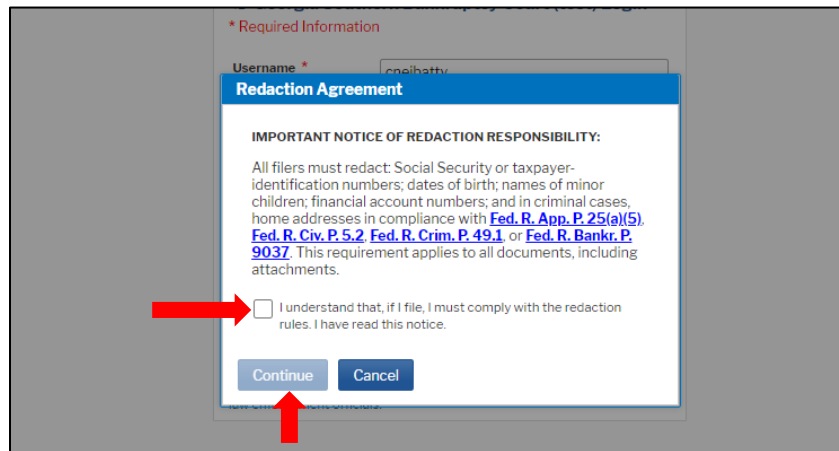 * Required Information
Username *
Redaction Agreement
IMPORTANT NOTICE OF REDACTION RESPONSIBILITY:
All filers must redact: Social Security or taxpayer-
identification numbers; dates of birth; names of minor
children; financial account numbers; and in criminal cases,
home addresses in compliance with Fed. R. App. P. 25(a)(5),
Fed. R. Civ. P. 5.2, Fed. R. Crim. P. 49.1, or Fed. R. Bankr. P.
9037. This requirement applies to all documents, including
attachments.
I understand that, if I file, I must comply with the redaction
rules. I have read this notice.
Continue Cancel